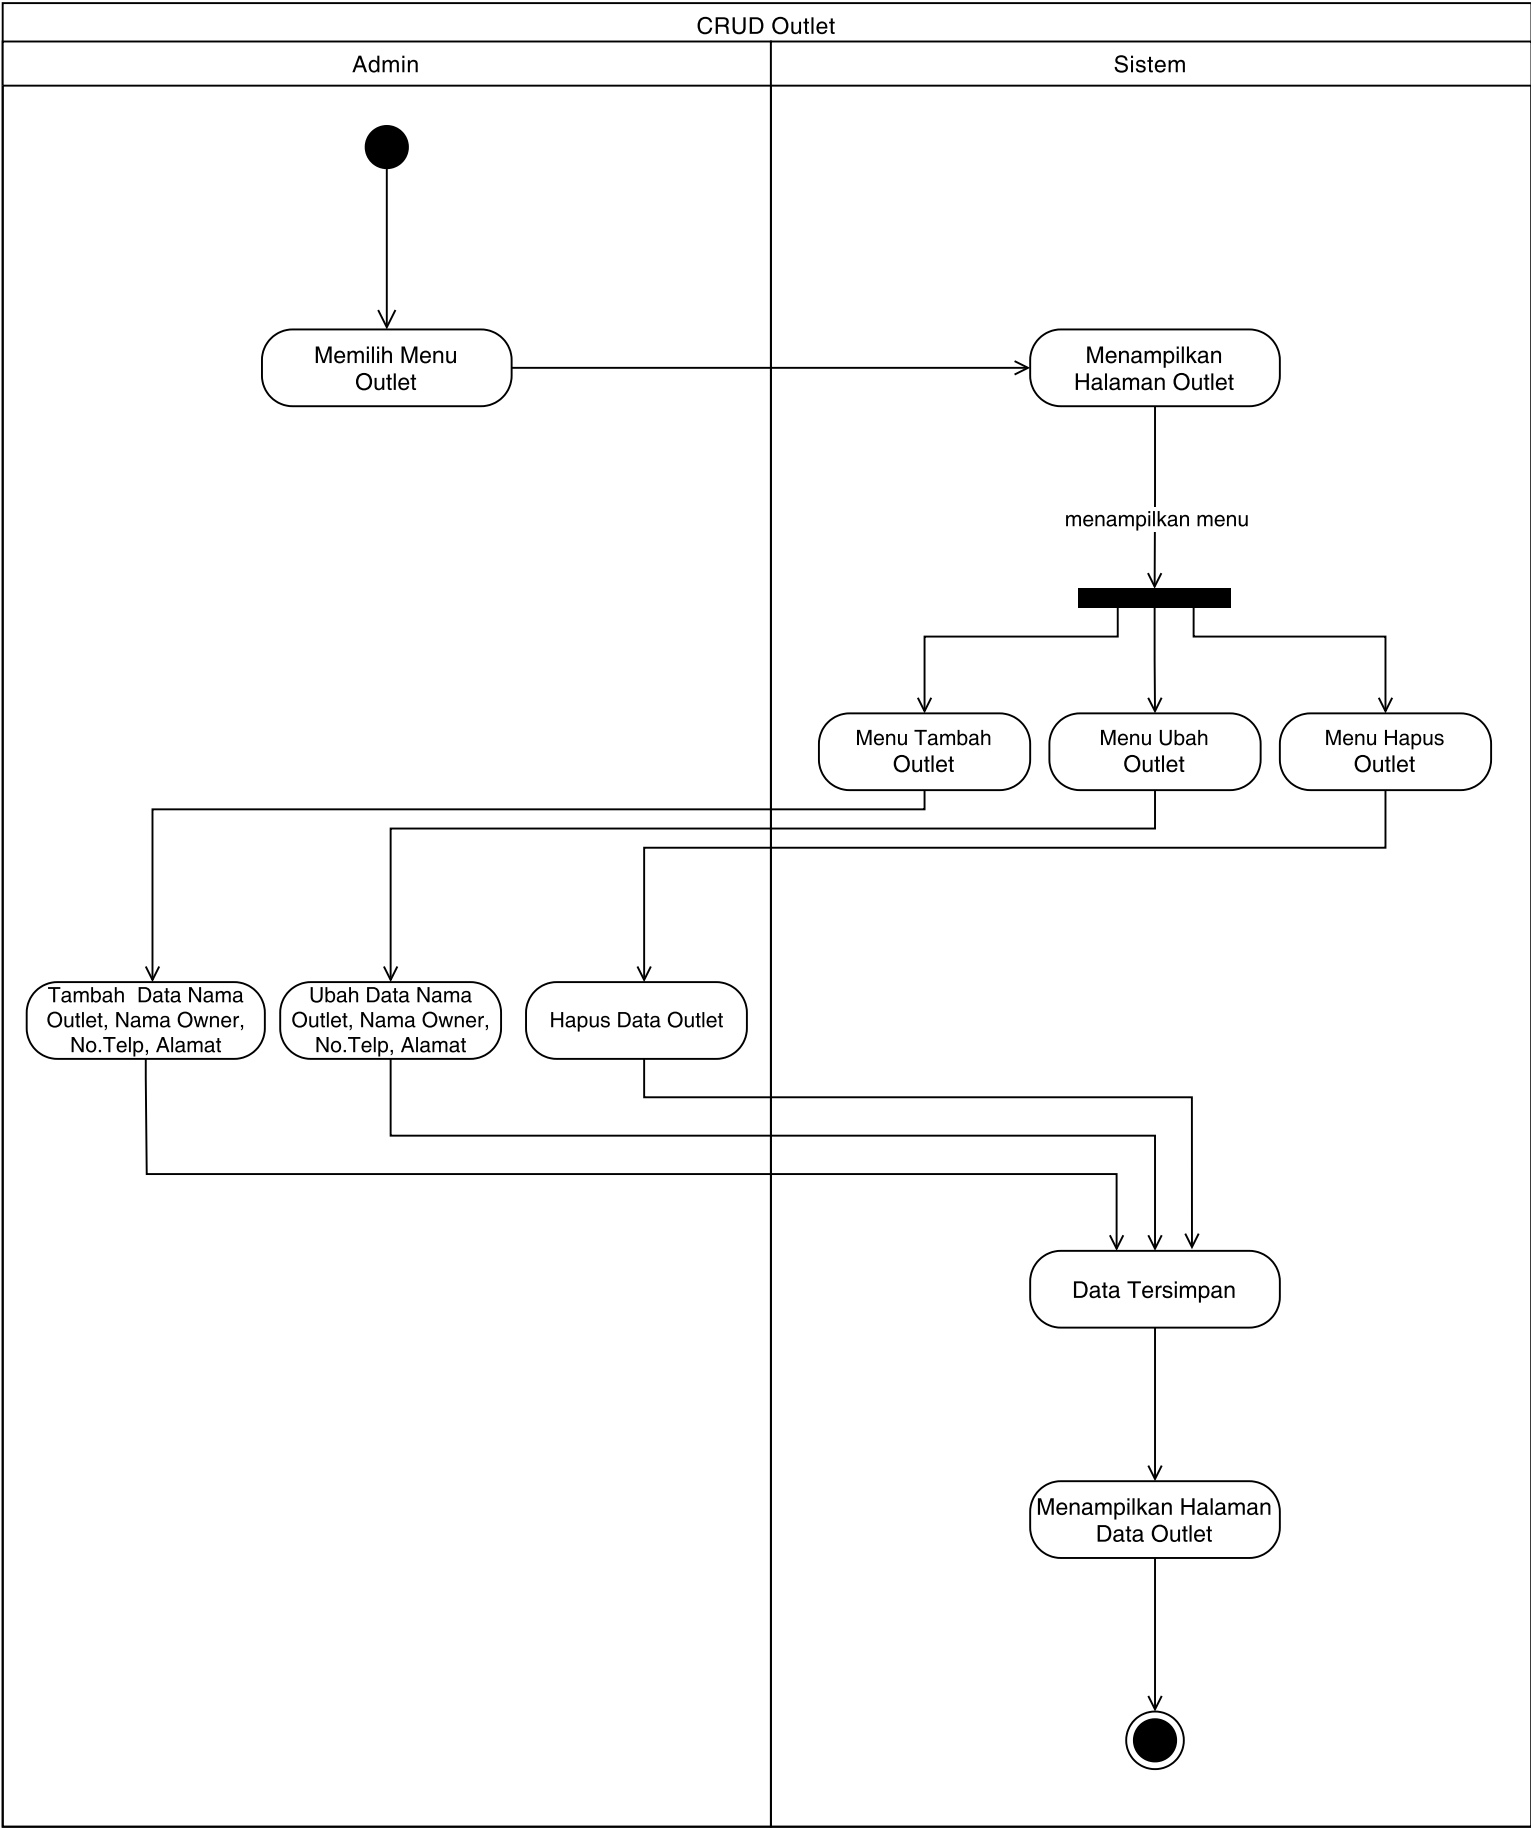 CRUD Outlet
Admin
Sistem
Memilih Menu
Outlet
Menampilkan
Halaman Outlet
menampilkan menu
Menu Tambah
Outlet
Menu Ubah
Outlet
Menu Hapus
Outlet
Tambah  Data Nama
Outlet, Nama Owner,
No.Telp, Alamat
Ubah Data Nama
Outlet, Nama Owner,
No.Telp, Alamat
Hapus Data Outlet
Data Tersimpan
Menampilkan Halaman
Data Outlet